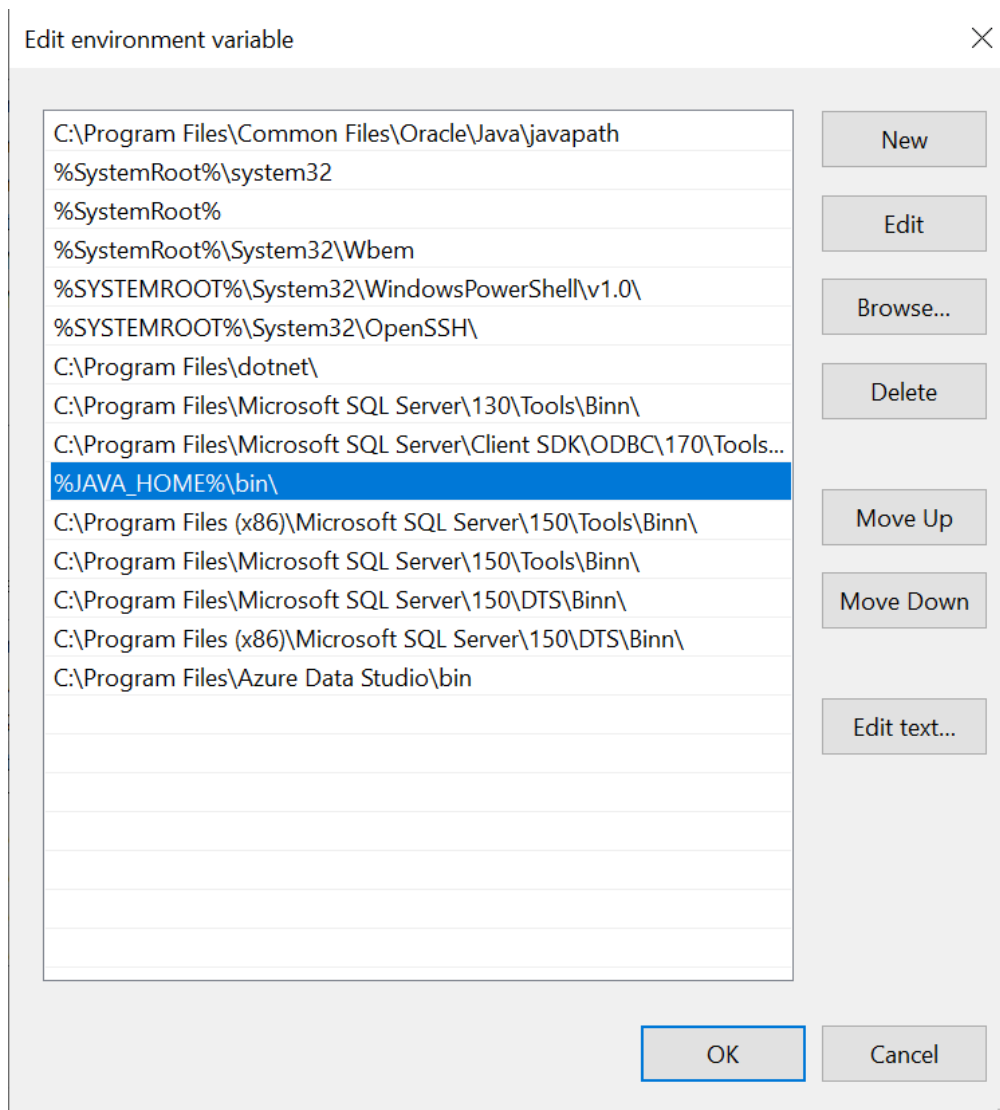 Edit environment variable
C:\Program Files\Common Files\Oracle\Java\javapath
New
%SystemRoot%\system32
%SystemRoot%
Edit
%SystemRoot%\System32\Wbem
%SYSTEMROOT%\System32\WindowsPowerShell\v1.0\
Browse...
%SYSTEMROOT%\System32\OpenSSH\
C:\Program Files\dotnet\
Delete
C:\Program Files\Microsoft SQL Server\130\Tools\Binn\
C:\Program Files\Microsoft SQL Server\Client SDK\ODBC\170\Tools...
%JAVA_HOME%\bin\
C:\Program Files (x86)\Microsoft SQL Server\150\Tools\Binn\
Move Up
C:\Program Files\Microsoft SQL Server\150\Tools\Binn\
C:\Program Files\Microsoft SQL Server\150\DTS\Binn\
Move Down
C:\Program Files (x86)\Microsoft SQL Server\150\DTS\Binn\
C:\Program Files\Azure Data Studio\bin
Edit text...
OK
Cancel